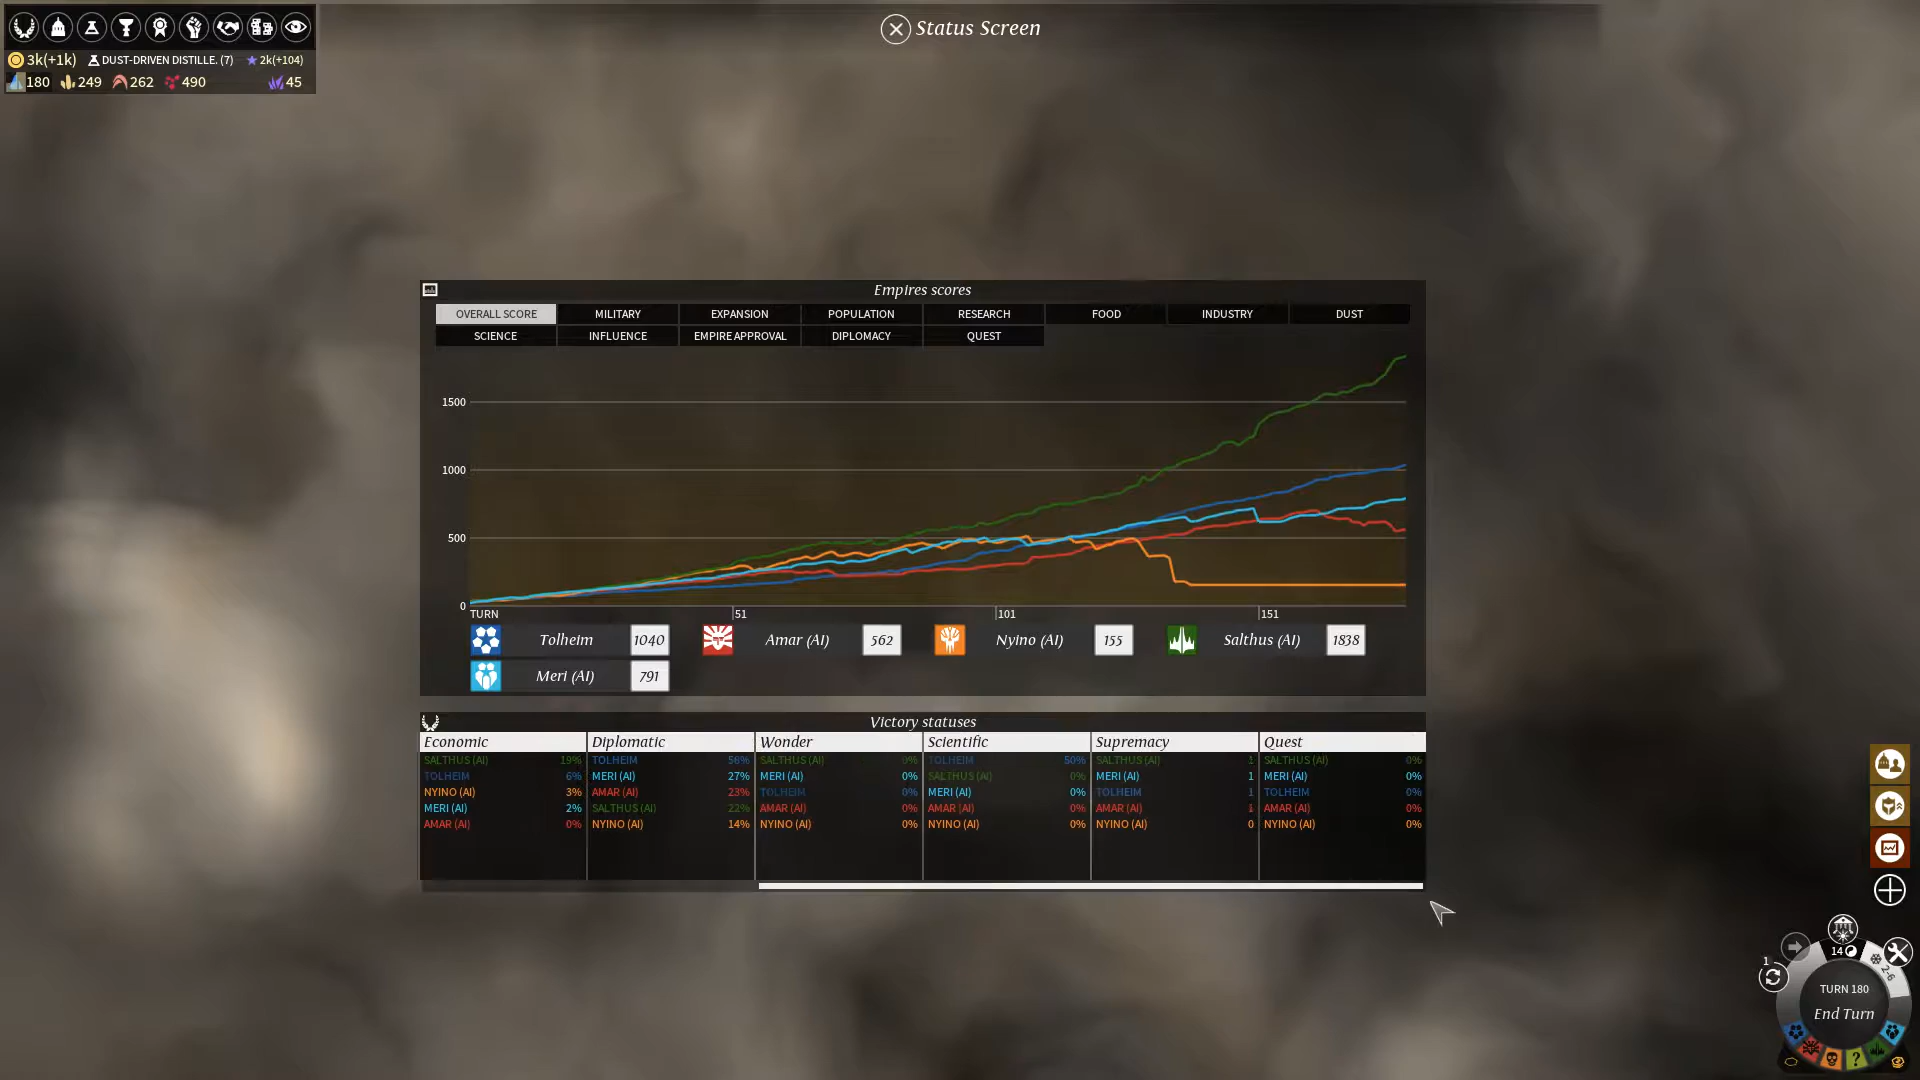 Status Screen
3k(+1k) DUST-DRIVEN DISTILLE. (7) 2k(+104)
180 249 262 490 45
Empires scores
OVERALL SCORE MILITARY EXPANSION POPULATION RESEARCH FOOD INDUSTRY DUST
SCIENCE INFLUENCE EMPIRE APPROVAL DIPLOMACY QUEST
1500
1000
500
0
TURN 51 101 151
Tolheim 1040 Amar (AI) 562 Nyino (AI) 155 Salthus (AI) 1838
Meri (AI) 791
Victory statuses
Economic Diplomatic Wonder Scientific Supremacy Quest
SALTHUS (AI) 19% TOLHEIM 56% SALTHUS (AI) 0% TOLHEIM 50% SALTHUS (AI) 1 SALTHUS (AI) 0%
TOLHEIM 6% MERI (AI) 27% MERI (AI) 0% SALTHUS (AI) 0% MERI (AI) 1 MERI (AI) 0%
NYINO (AI) 3% AMAR (AI) 23% TOLHEIM 0% MERI (AI) 0% TOLHEIM 1 TOLHEIM 0%
MERI (AI) 2% SALTHUS (AI) 22% AMAR (AI) 0% AMAR (AI) 0% AMAR (AI) 1 AMAR (AI) 0%
AMAR (AI) 0% NYINO (AI) 14% NYINO (AI) 0% NYINO (AI) 0% NYINO (AI) 0 NYINO (AI) 0%
14
1
2-6
TURN 180
End Turn
?